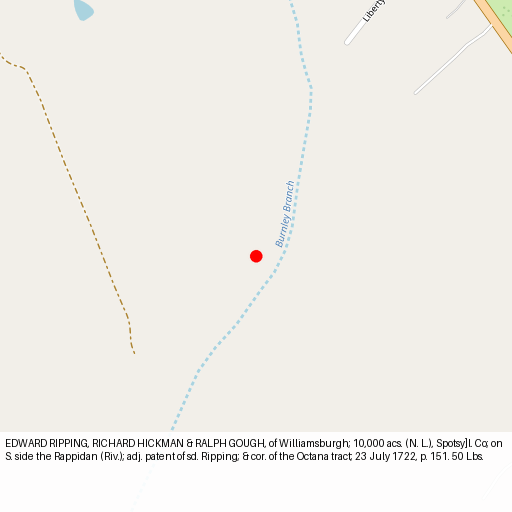 Liberty
Burnley Branch
EDWARD RIPPING, RICHARD HICKMAN & RALPH GOUGH, of Williamsburgh; 10,000 acs. (N. L.), Spotsy]l. Co; on
S. side the Rappidan (Riv.); adj. patent of sd. Ripping; & cor. of the Octana tract; 23 July 1722, p. 151. 50 Lbs.